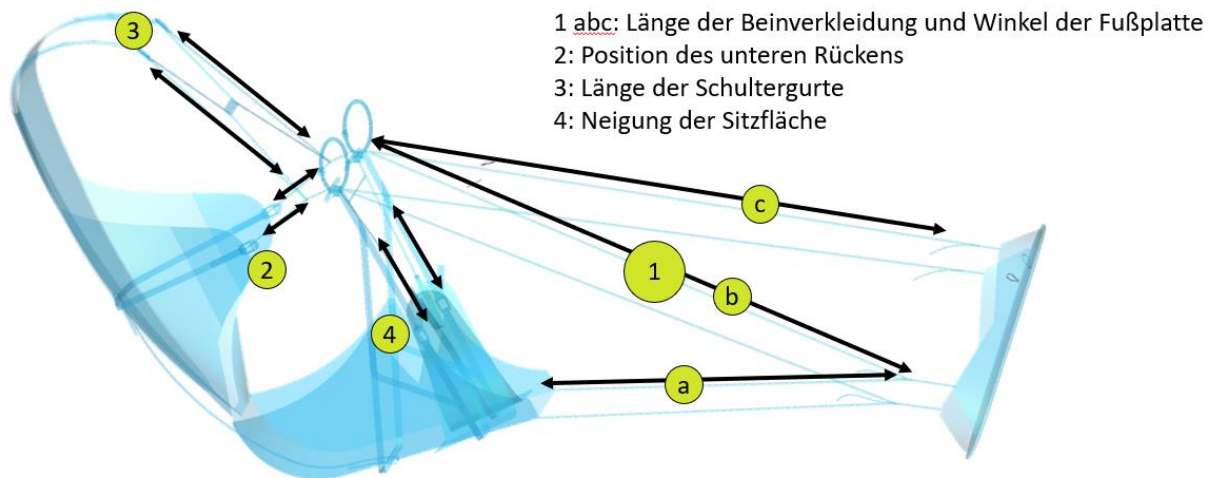 1 abc: Länge der Beinverkleidung und Winkel der Fußplatte
2: Position des unteren Rückens
3: Länge der Schultergurte
4: Neigung der Sitzfläche
3
c
2
1
b
4
a